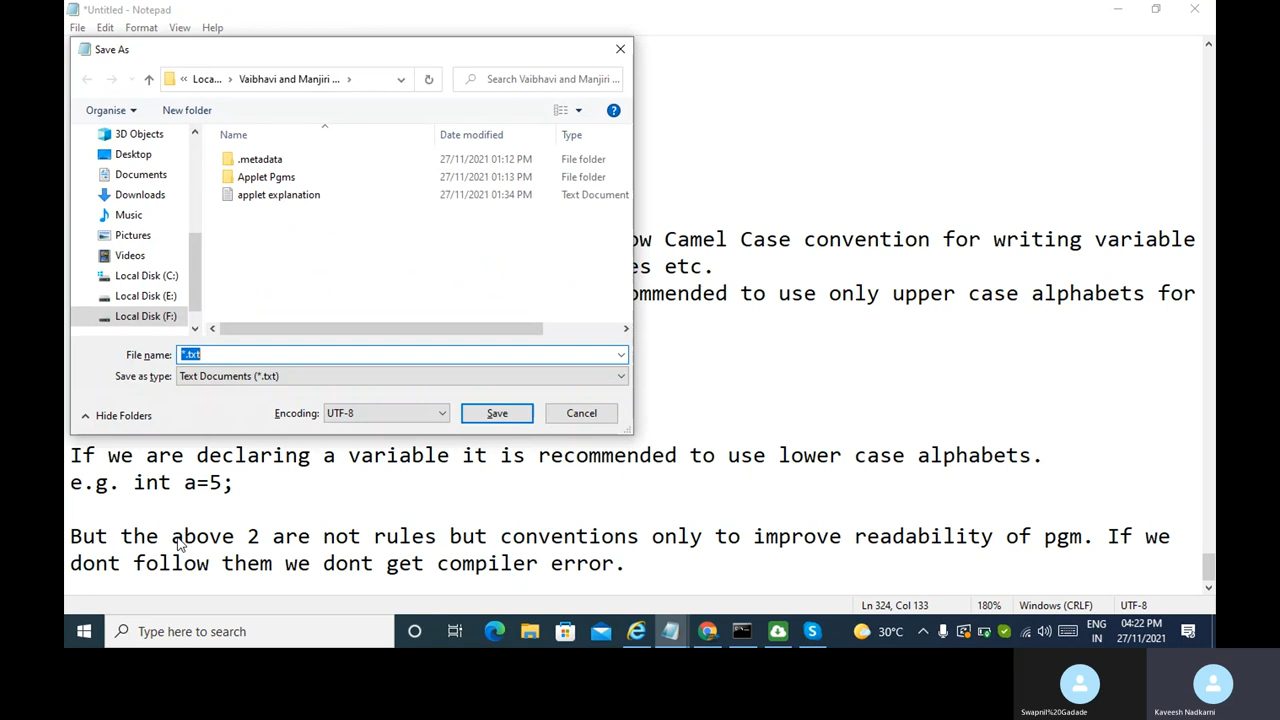 *Untitled - Notepad
File Edit Format View Help
Save As
« Loca... › Vaibhavi and Manjiri ... ›
Search Vaibhavi and Manjiri ...
Organise New folder
Name Date modified Type
3D Objects
Desktop
Documents
Downloads
Music
Pictures
Videos
Local Disk (C:)
Local Disk (E:)
Local Disk (F:)
.metadata 27/11/2021 01:12 PM File folder
Applet Pgms 27/11/2021 01:13 PM File folder
applet explanation 27/11/2021 01:34 PM Text Document
File name: *.txt
Save as type: Text Documents (*.txt)
Hide Folders
Encoding: UTF-8
Save Cancel
ow Camel Case convention for writing variable
es etc.
ommended to use only upper case alphabets for
If we are declaring a variable it is recommended to use lower case alphabets.
e.g. int a=5;
But the above 2 are not rules but conventions only to improve readability of pgm. If we
dont follow them we dont get compiler error.
Ln 324, Col 133 180% Windows (CRLF) UTF-8
Type here to search
30°C
ENG
IN
04:22 PM
27/11/2021
Swapnil%20Gadade
Kaveesh Nadkarni